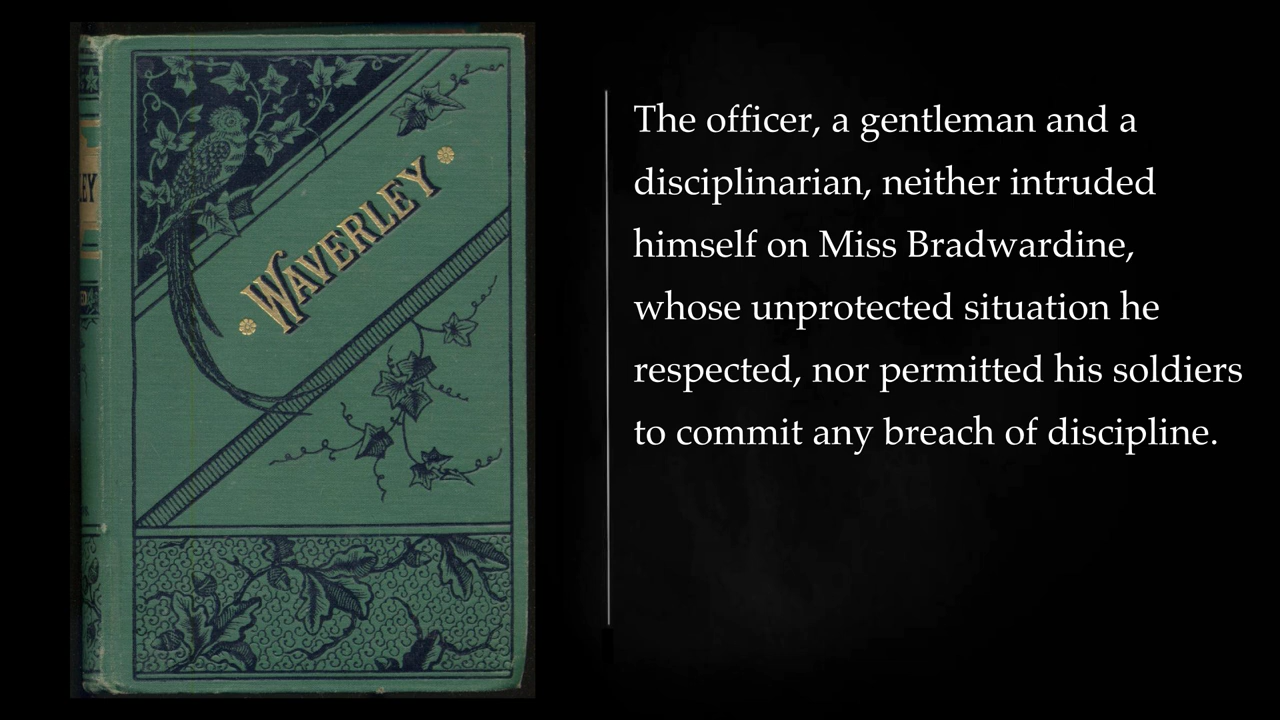 WAVERLEY
LEY
The officer, a gentleman and a
disciplinarian, neither intruded
himself on Miss Bradwardine,
whose unprotected situation he
respected, nor permitted his soldiers
to commit any breach of discipline.